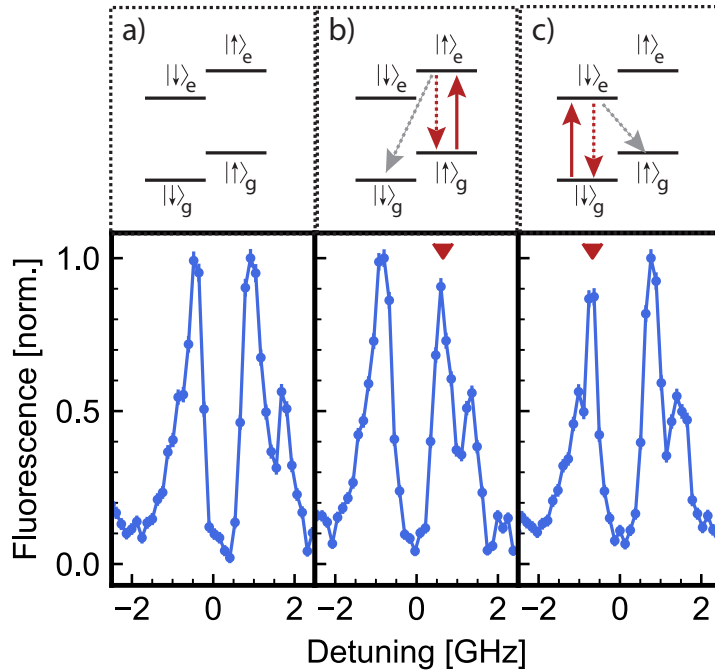 a)
|↑⟩e
|↓⟩e
|↑⟩g
|↓⟩g
b)
|↑⟩e
|↓⟩e
|↑⟩g
|↓⟩g
c)
|↑⟩e
|↓⟩e
|↑⟩g
|↓⟩g
Fluorescence [norm.]
1.0
0.5
0.0
−2 0 2
−2 0 2
−2 0 2
Detuning [GHz]